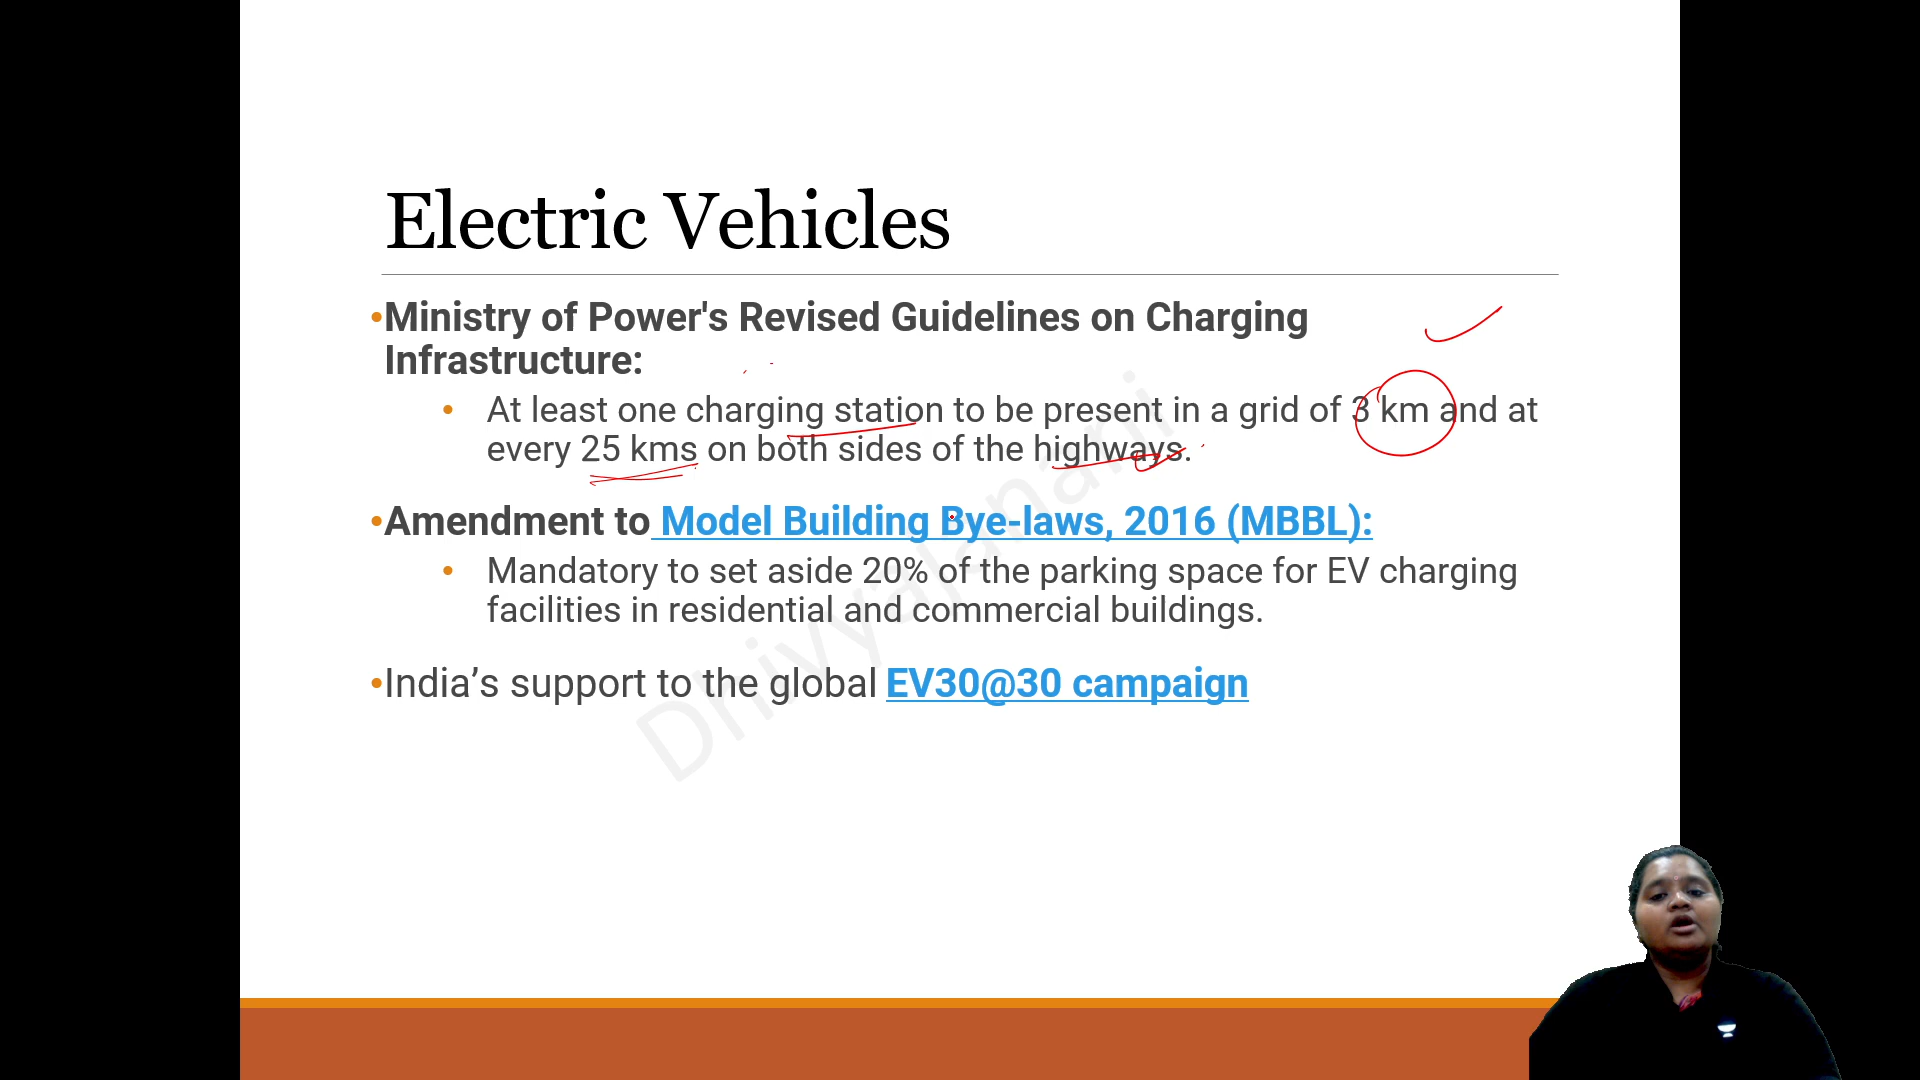 Electric Vehicles
•Ministry of Power's Revised Guidelines on Charging
Infrastructure:
• At least one charging station to be present in a grid of 3 km and at
every 25 kms on both sides of the highways.
•Amendment to Model Building Bye-laws, 2016 (MBBL):
• Mandatory to set aside 20% of the parking space for EV charging
facilities in residential and commercial buildings.
•India’s support to the global EV30@30 campaign
Dhivyajanani